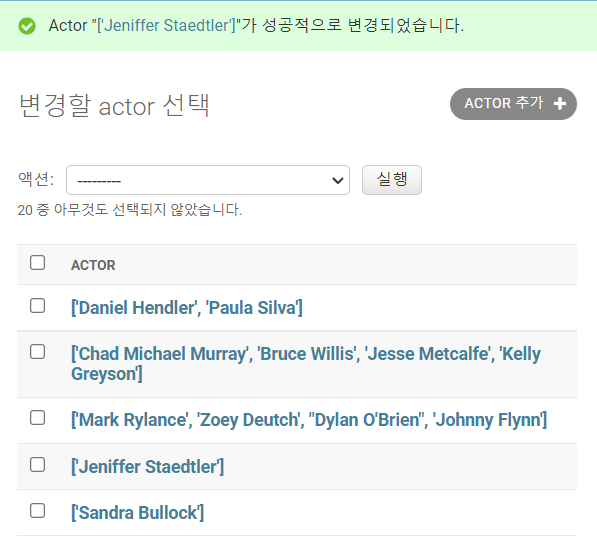 Actor "['Jeniffer Staedtler']"가 성공적으로 변경되었습니다.
변경할 actor 선택
ACTOR 추가 +
액션: --------- 실행
20 중 아무것도 선택되지 않았습니다.
ACTOR
['Daniel Hendler', 'Paula Silva']
['Chad Michael Murray', 'Bruce Willis', 'Jesse Metcalfe', 'Kelly
Greyson']
['Mark Rylance', 'Zoey Deutch', "Dylan O'Brien", 'Johnny Flynn']
['Jeniffer Staedtler']
['Sandra Bullock']